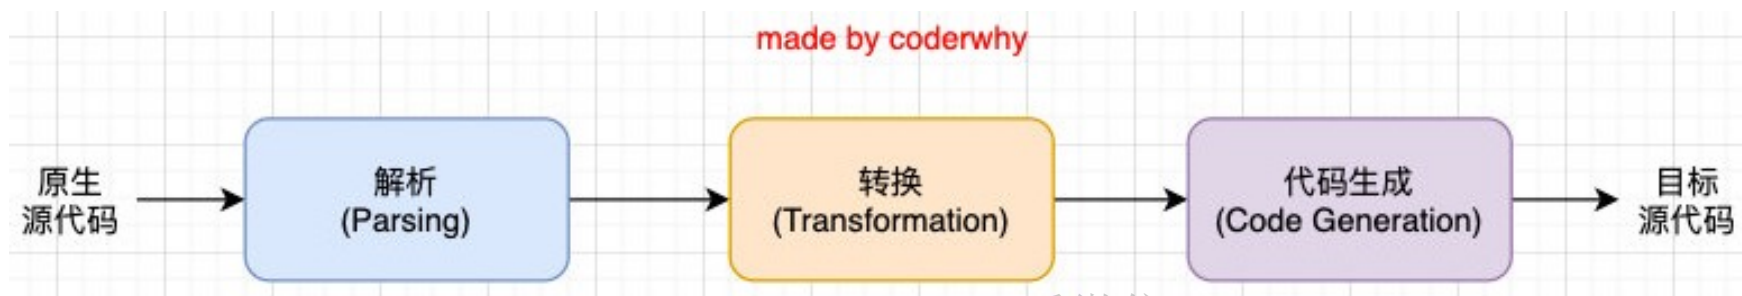 made by coderwhy
原生
源代码
解析
(Parsing)
转换
(Transformation)
代码生成
(Code Generation)
目标
源代码